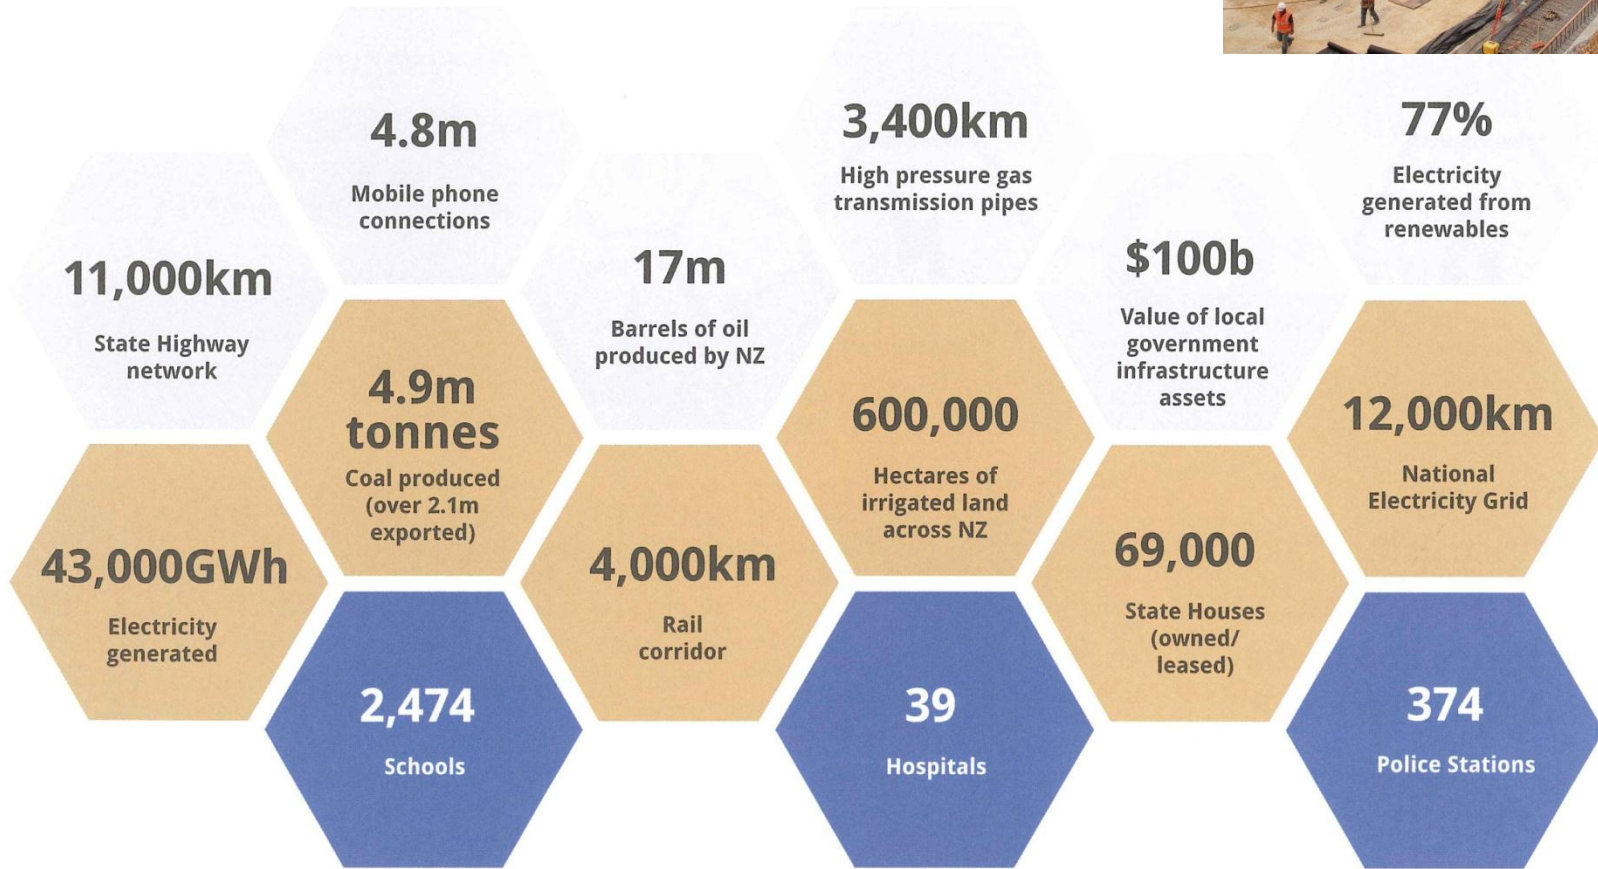 4.8m
Mobile phone
connections
3,400km
High pressure gas
transmission pipes
77%
Electricity
generated from
renewables
11,000km
State Highway
network
17m
Barrels of oil
produced by NZ
$100b
Value of local
government
infrastructure
assets
4.9m
tonnes
Coal produced
(over 2.1m
exported)
600,000
Hectares of
irrigated land
across NZ
12,000km
National
Electricity Grid
43,000GWh
Electricity
generated
4,000km
Rail
corridor
69,000
State Houses
(owned/
leased)
2,474
Schools
39
Hospitals
374
Police Stations